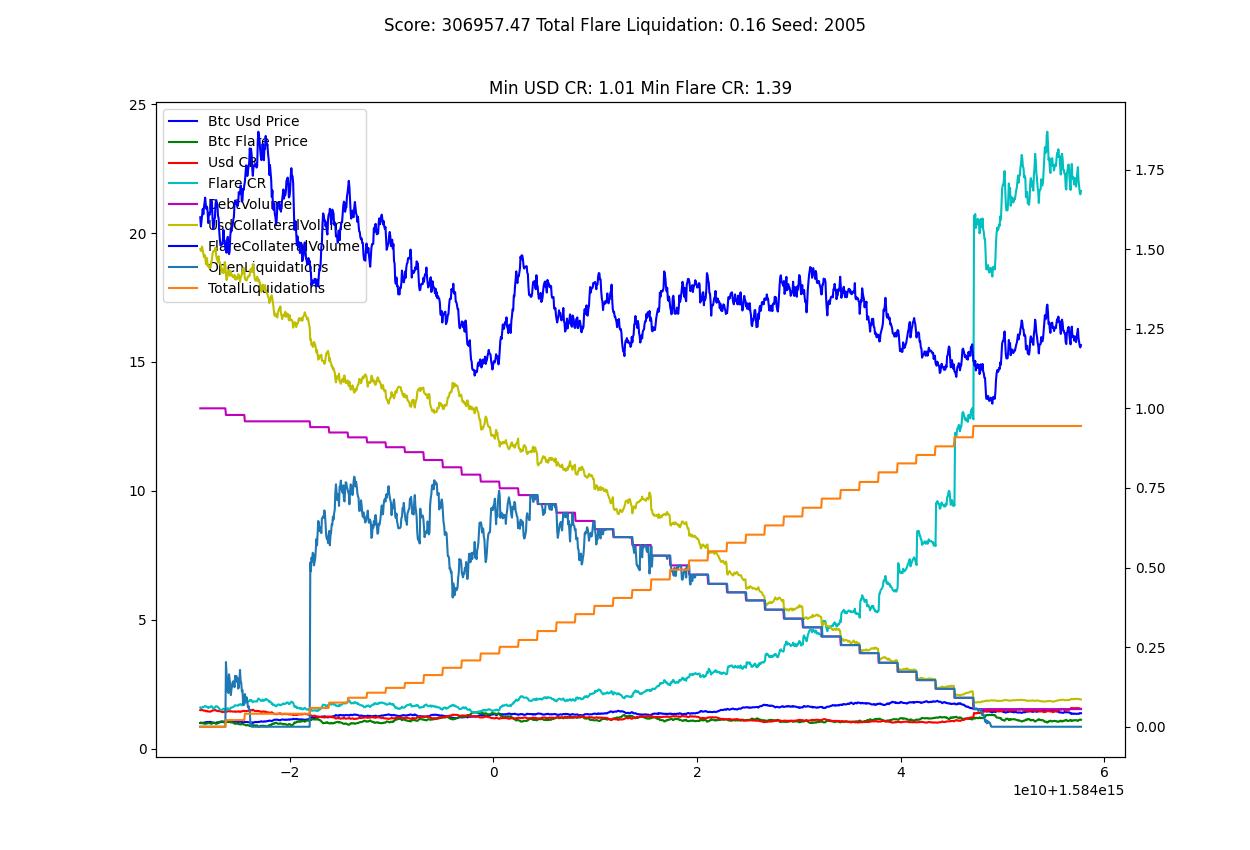 Score: 306957.47 Total Flare Liquidation: 0.16 Seed: 2005
Min USD CR: 1.01 Min Flare CR: 1.39
Btc Usd Price
Btc Flare Price
Usd CR
Flare CR
DebtVolume
UsdCollateralVolume
FlareCollateralVolume
OpenLiquidations
TotalLiquidations
25
20
15
10
5
0
1.75
1.50
1.25
1.00
0.75
0.50
0.25
0.00
−2
0
2
4
6
1e10+1.584e15